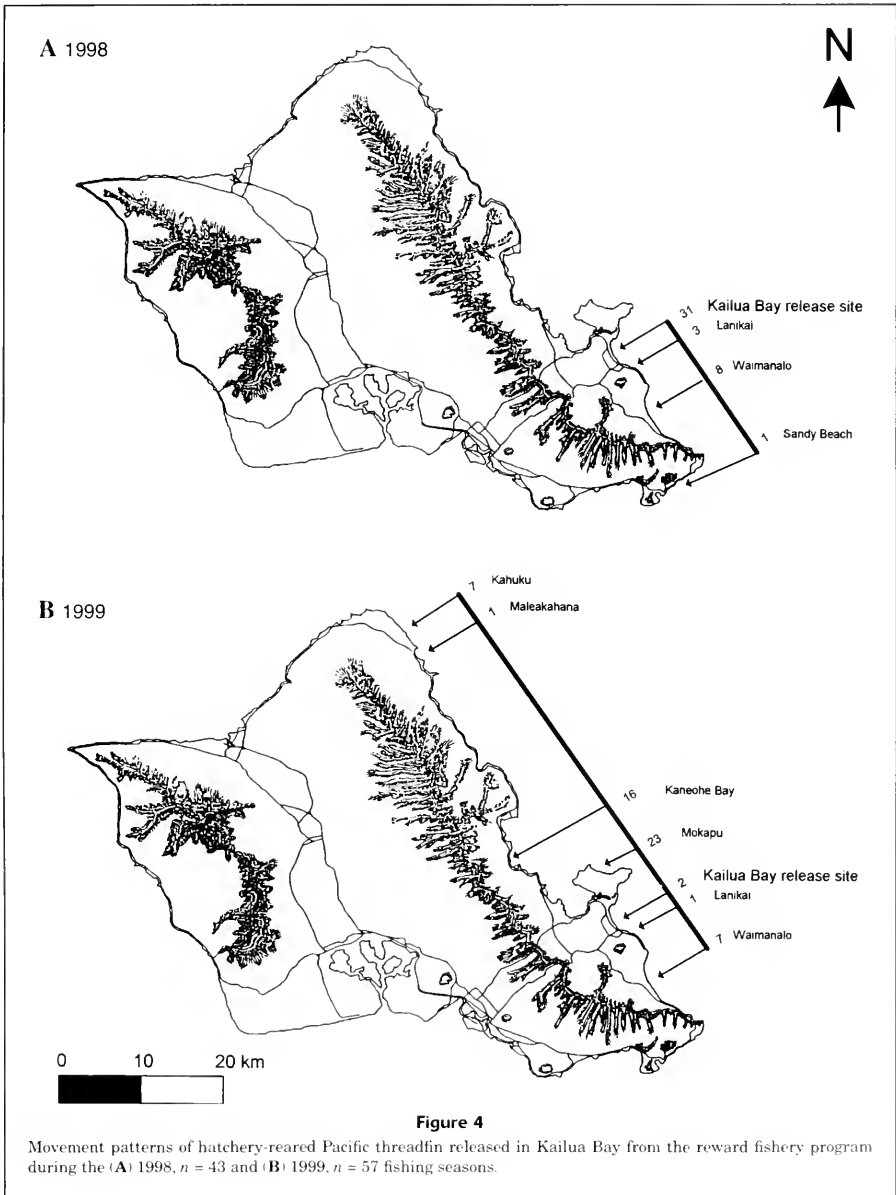 A 1998
N
31 Kailua Bay release site
3 Lanikai
8 Waimanalo
1 Sandy Beach
B 1999
7 Kahuku
1 Maleakahana
16 Kaneohe Bay
23 Mokapu
2 Kailua Bay release site
1 Lanikai
7 Waimanalo
0 10 20 km
Figure 4
Movement patterns of hatchery-reared Pacific threadfin released in Kailua Bay from the reward fishery program
during the (A) 1998, n = 43 and (B) 1999, n = 57 fishing seasons.